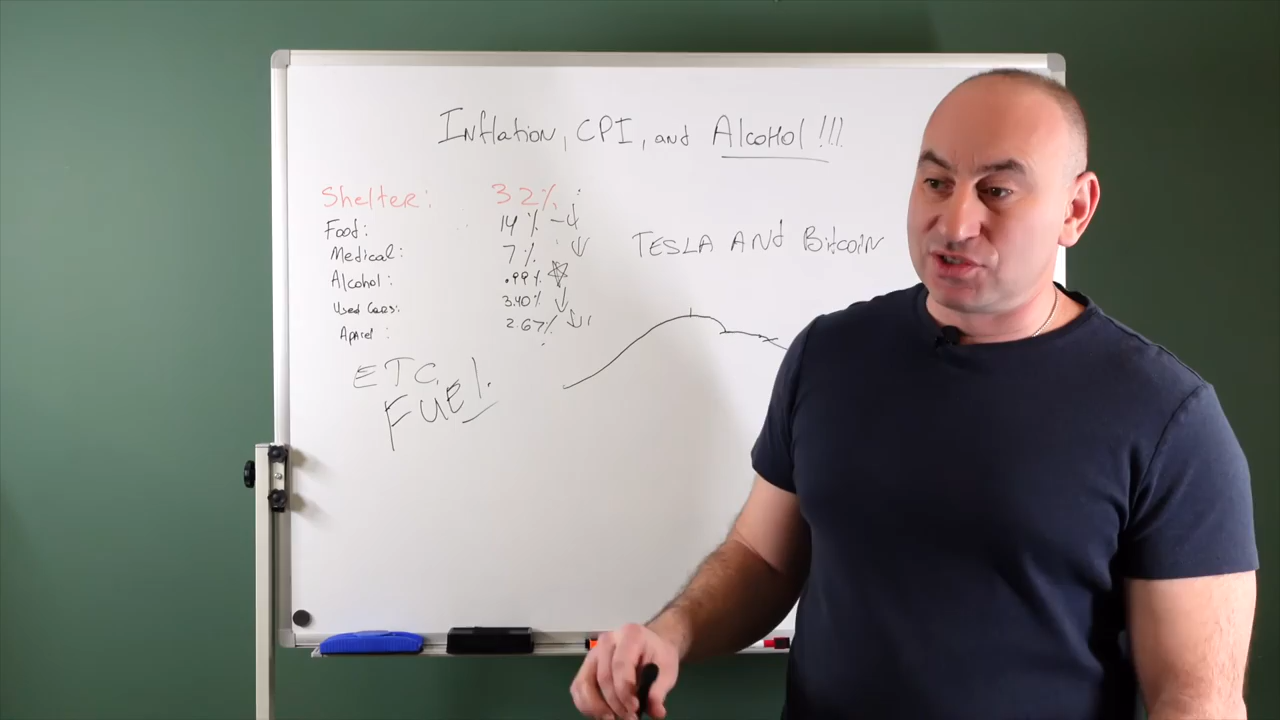 Inflation, CPI, and Alcohol!!!
Shelter: 32%
Food: 14%
Medical: 7%
Alcohol: .99%
Used Cars: 3.40%
Aparel: 2.67%
ETC.
FUEL.
TESLA AND Bitcoin